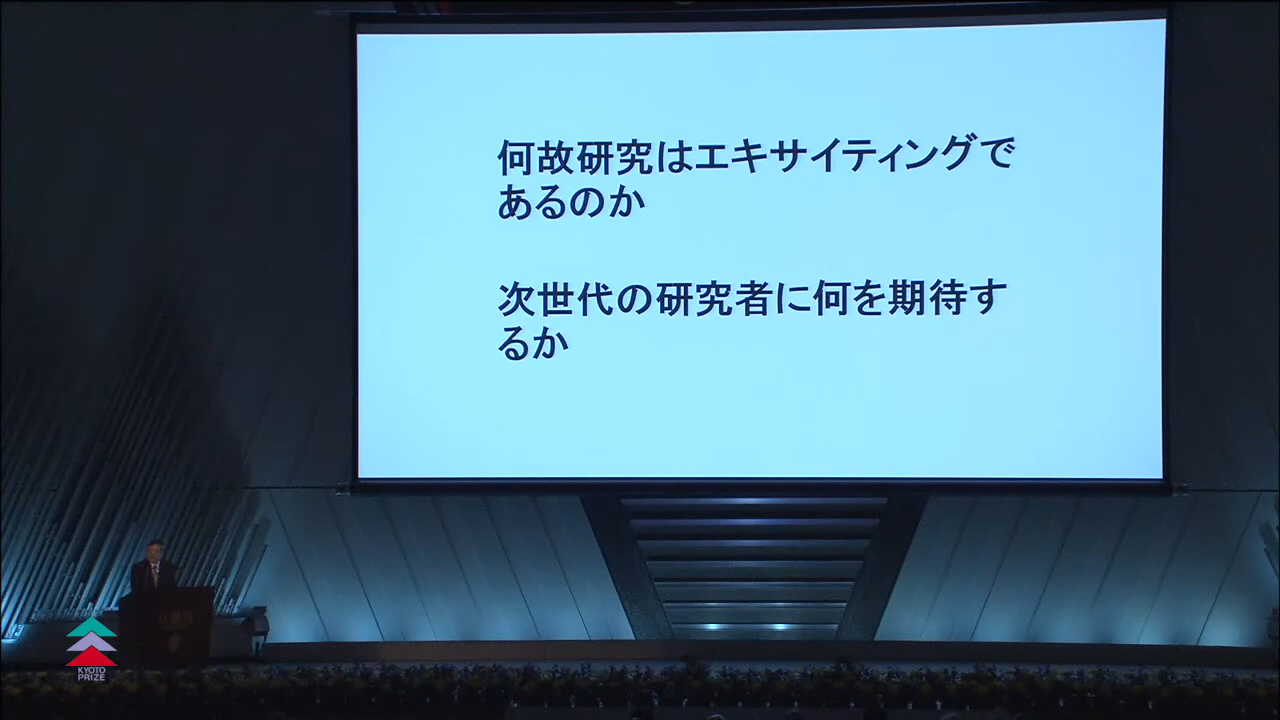 何故研究はエキサイティングで
あるのか
次世代の研究者に何を期待す
るか
KYOTO
PRIZE